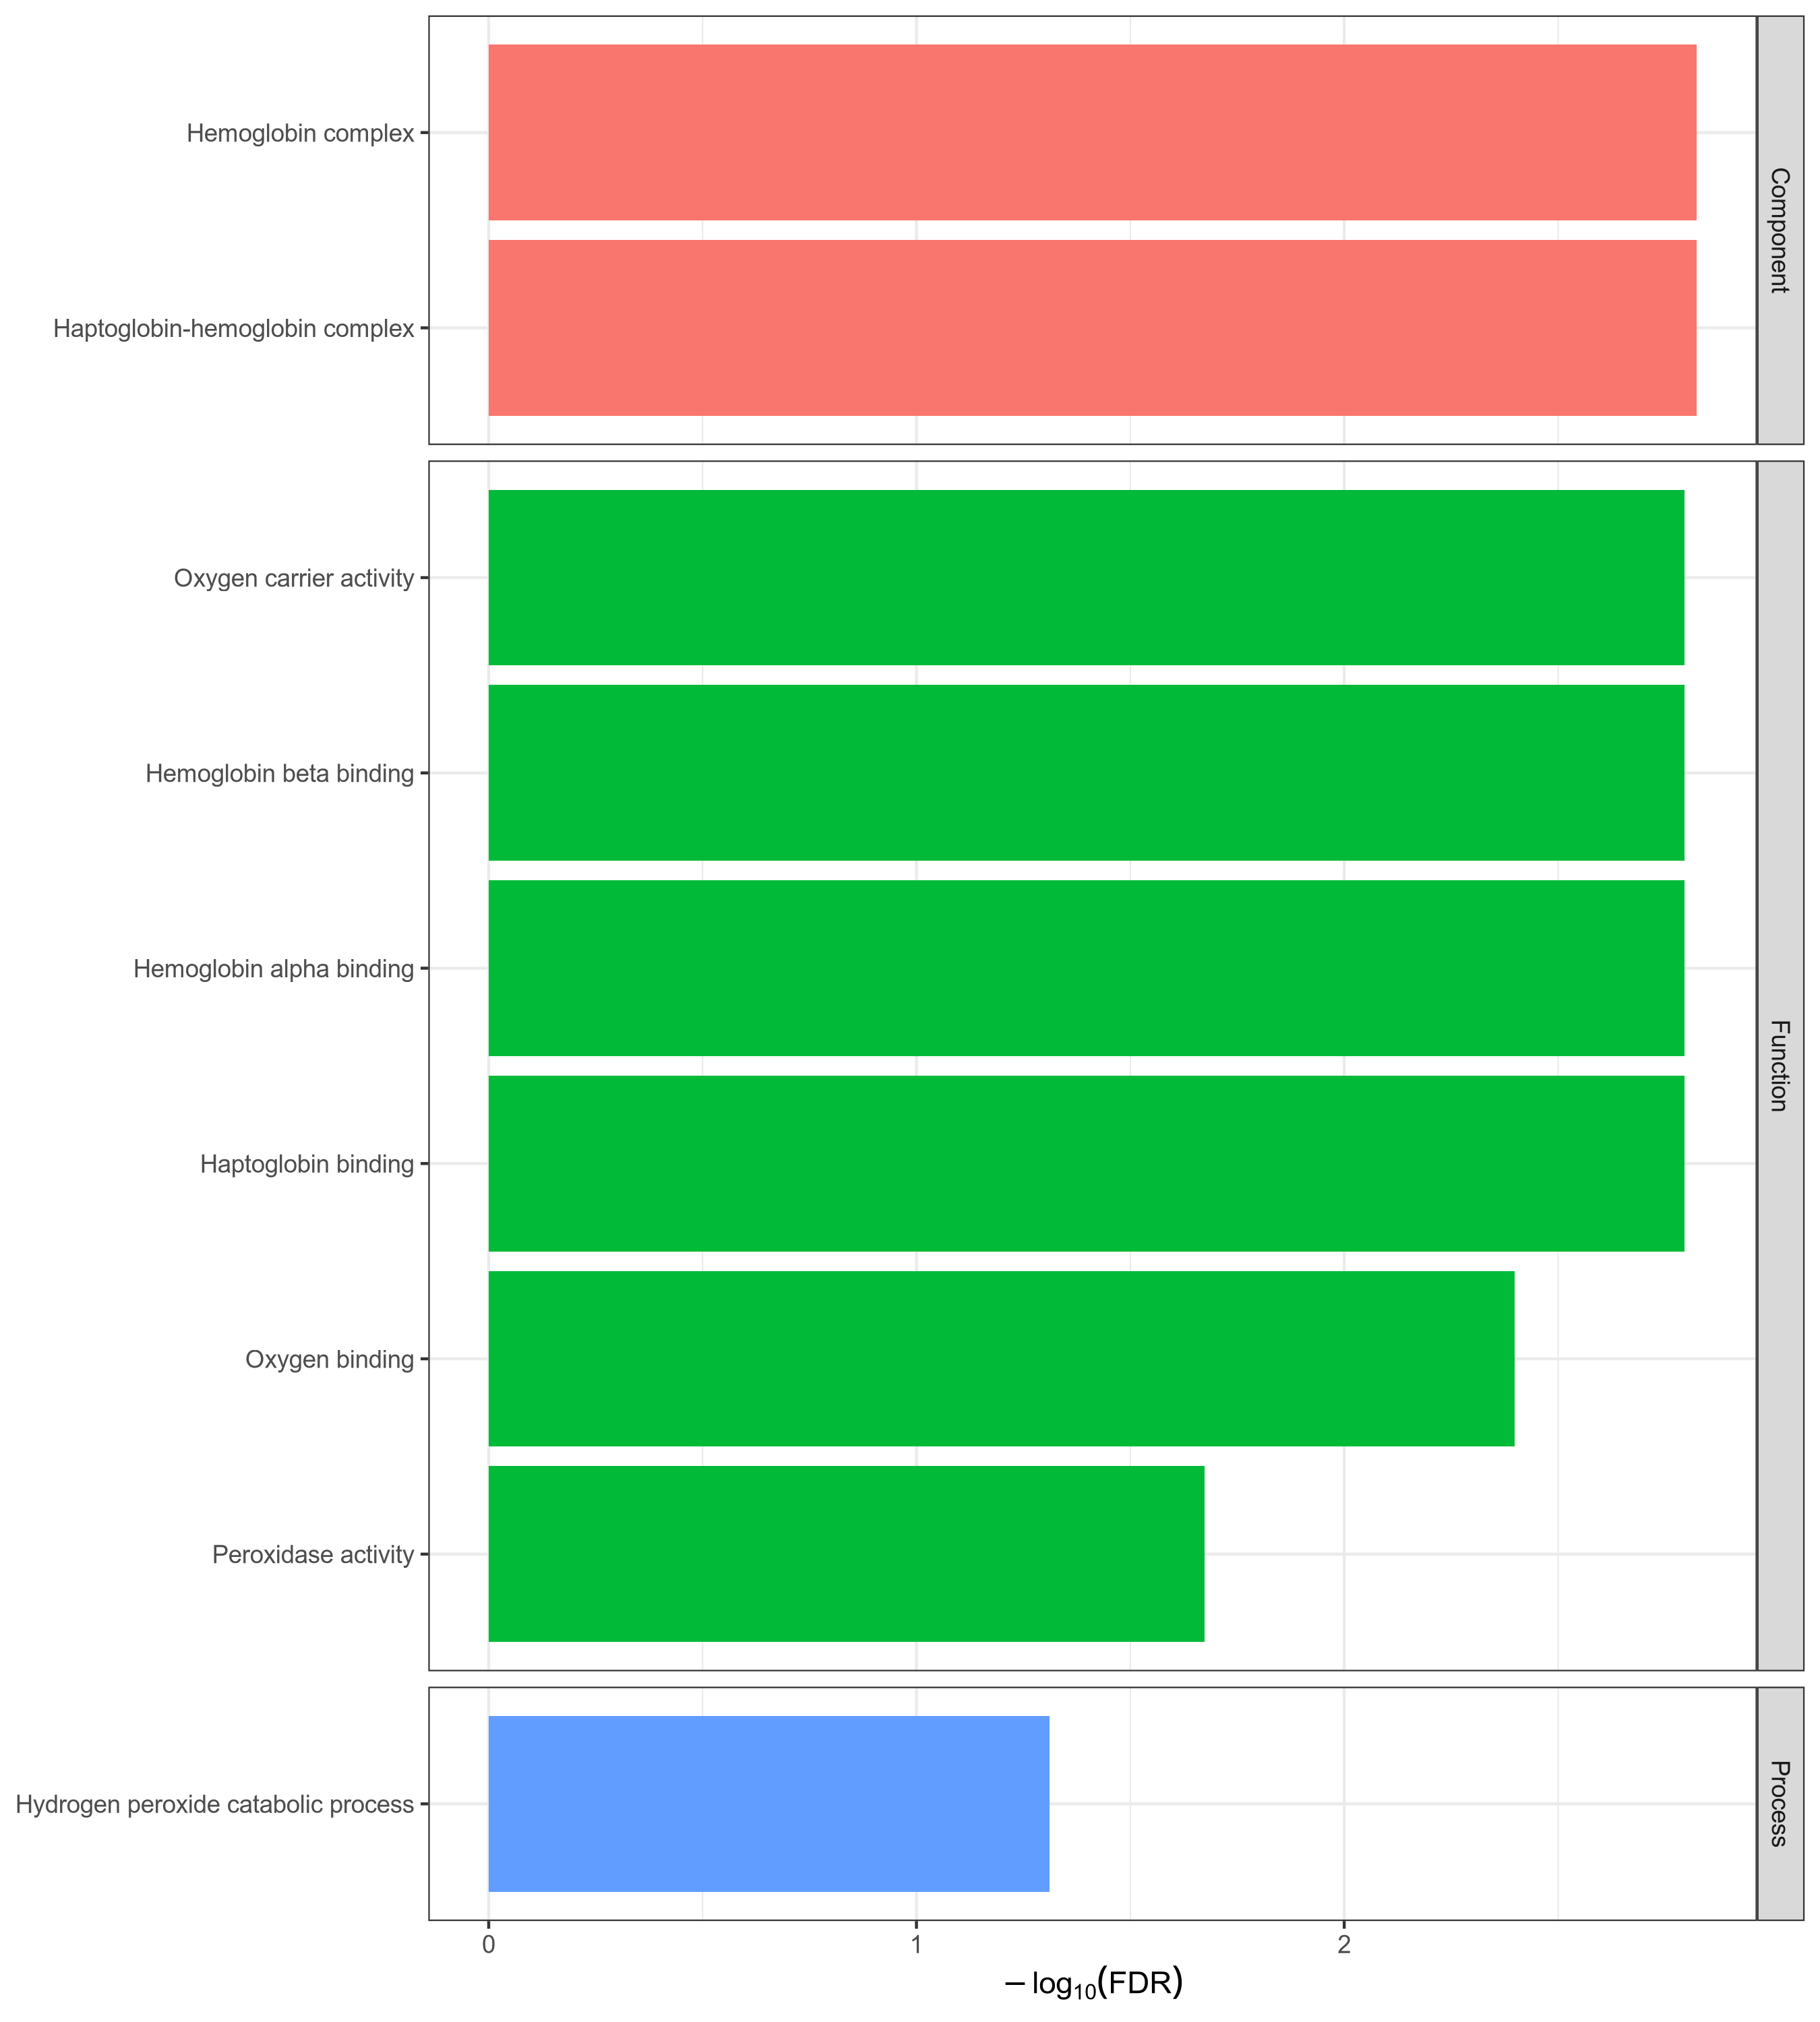 Hemoglobin complex
Haptoglobin-hemoglobin complex
Component
Oxygen carrier activity
Hemoglobin beta binding
Hemoglobin alpha binding
Haptoglobin binding
Oxygen binding
Peroxidase activity
Function
Hydrogen peroxide catabolic process
Process
0 1 2
− log₁₀(FDR)